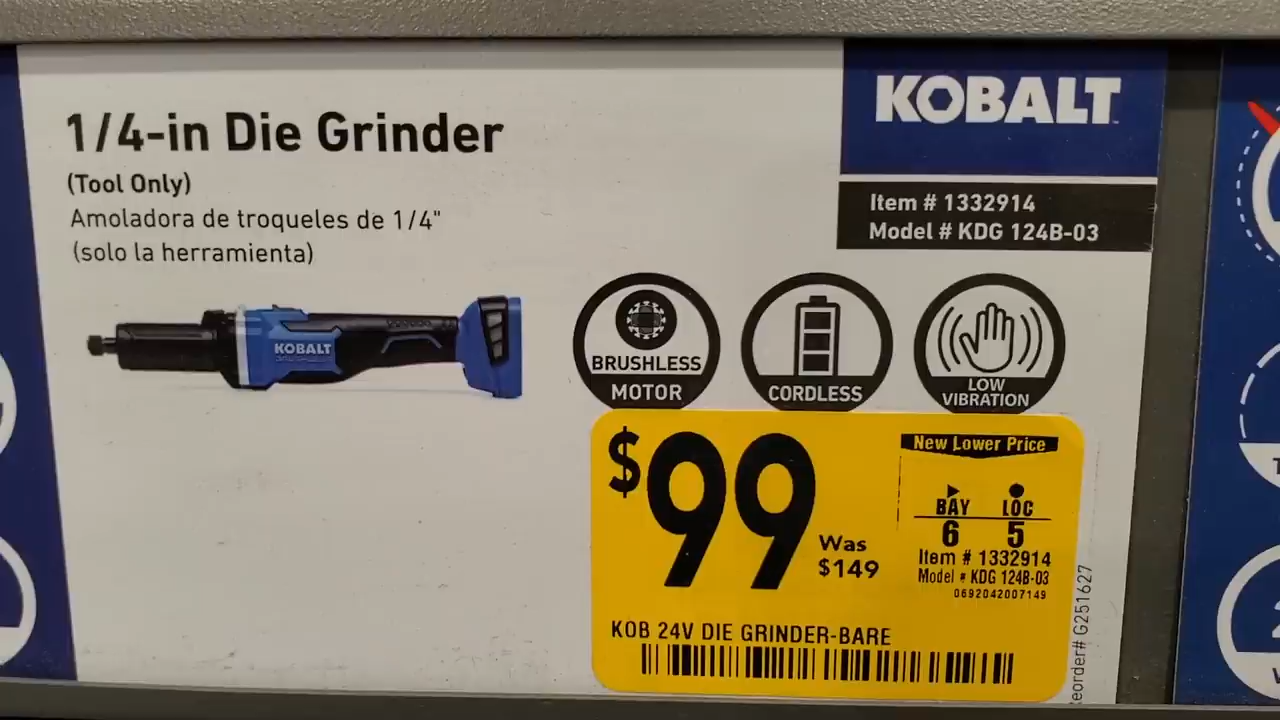 1/4-in Die Grinder
(Tool Only)
Amoladora de troqueles de 1/4"
(solo la herramienta)
KOBALT
Item # 1332914
Model # KDG 124B-03
KOBALT
BRUSHLESS
MOTOR
CORDLESS
LOW
VIBRATION
$99
Was
$149
New Lower Price
BAY LOC
6 5
Item # 1332914
Model # KDG 124B-03
0692042007149
KOB 24V DIE GRINDER-BARE
eorder# G251627